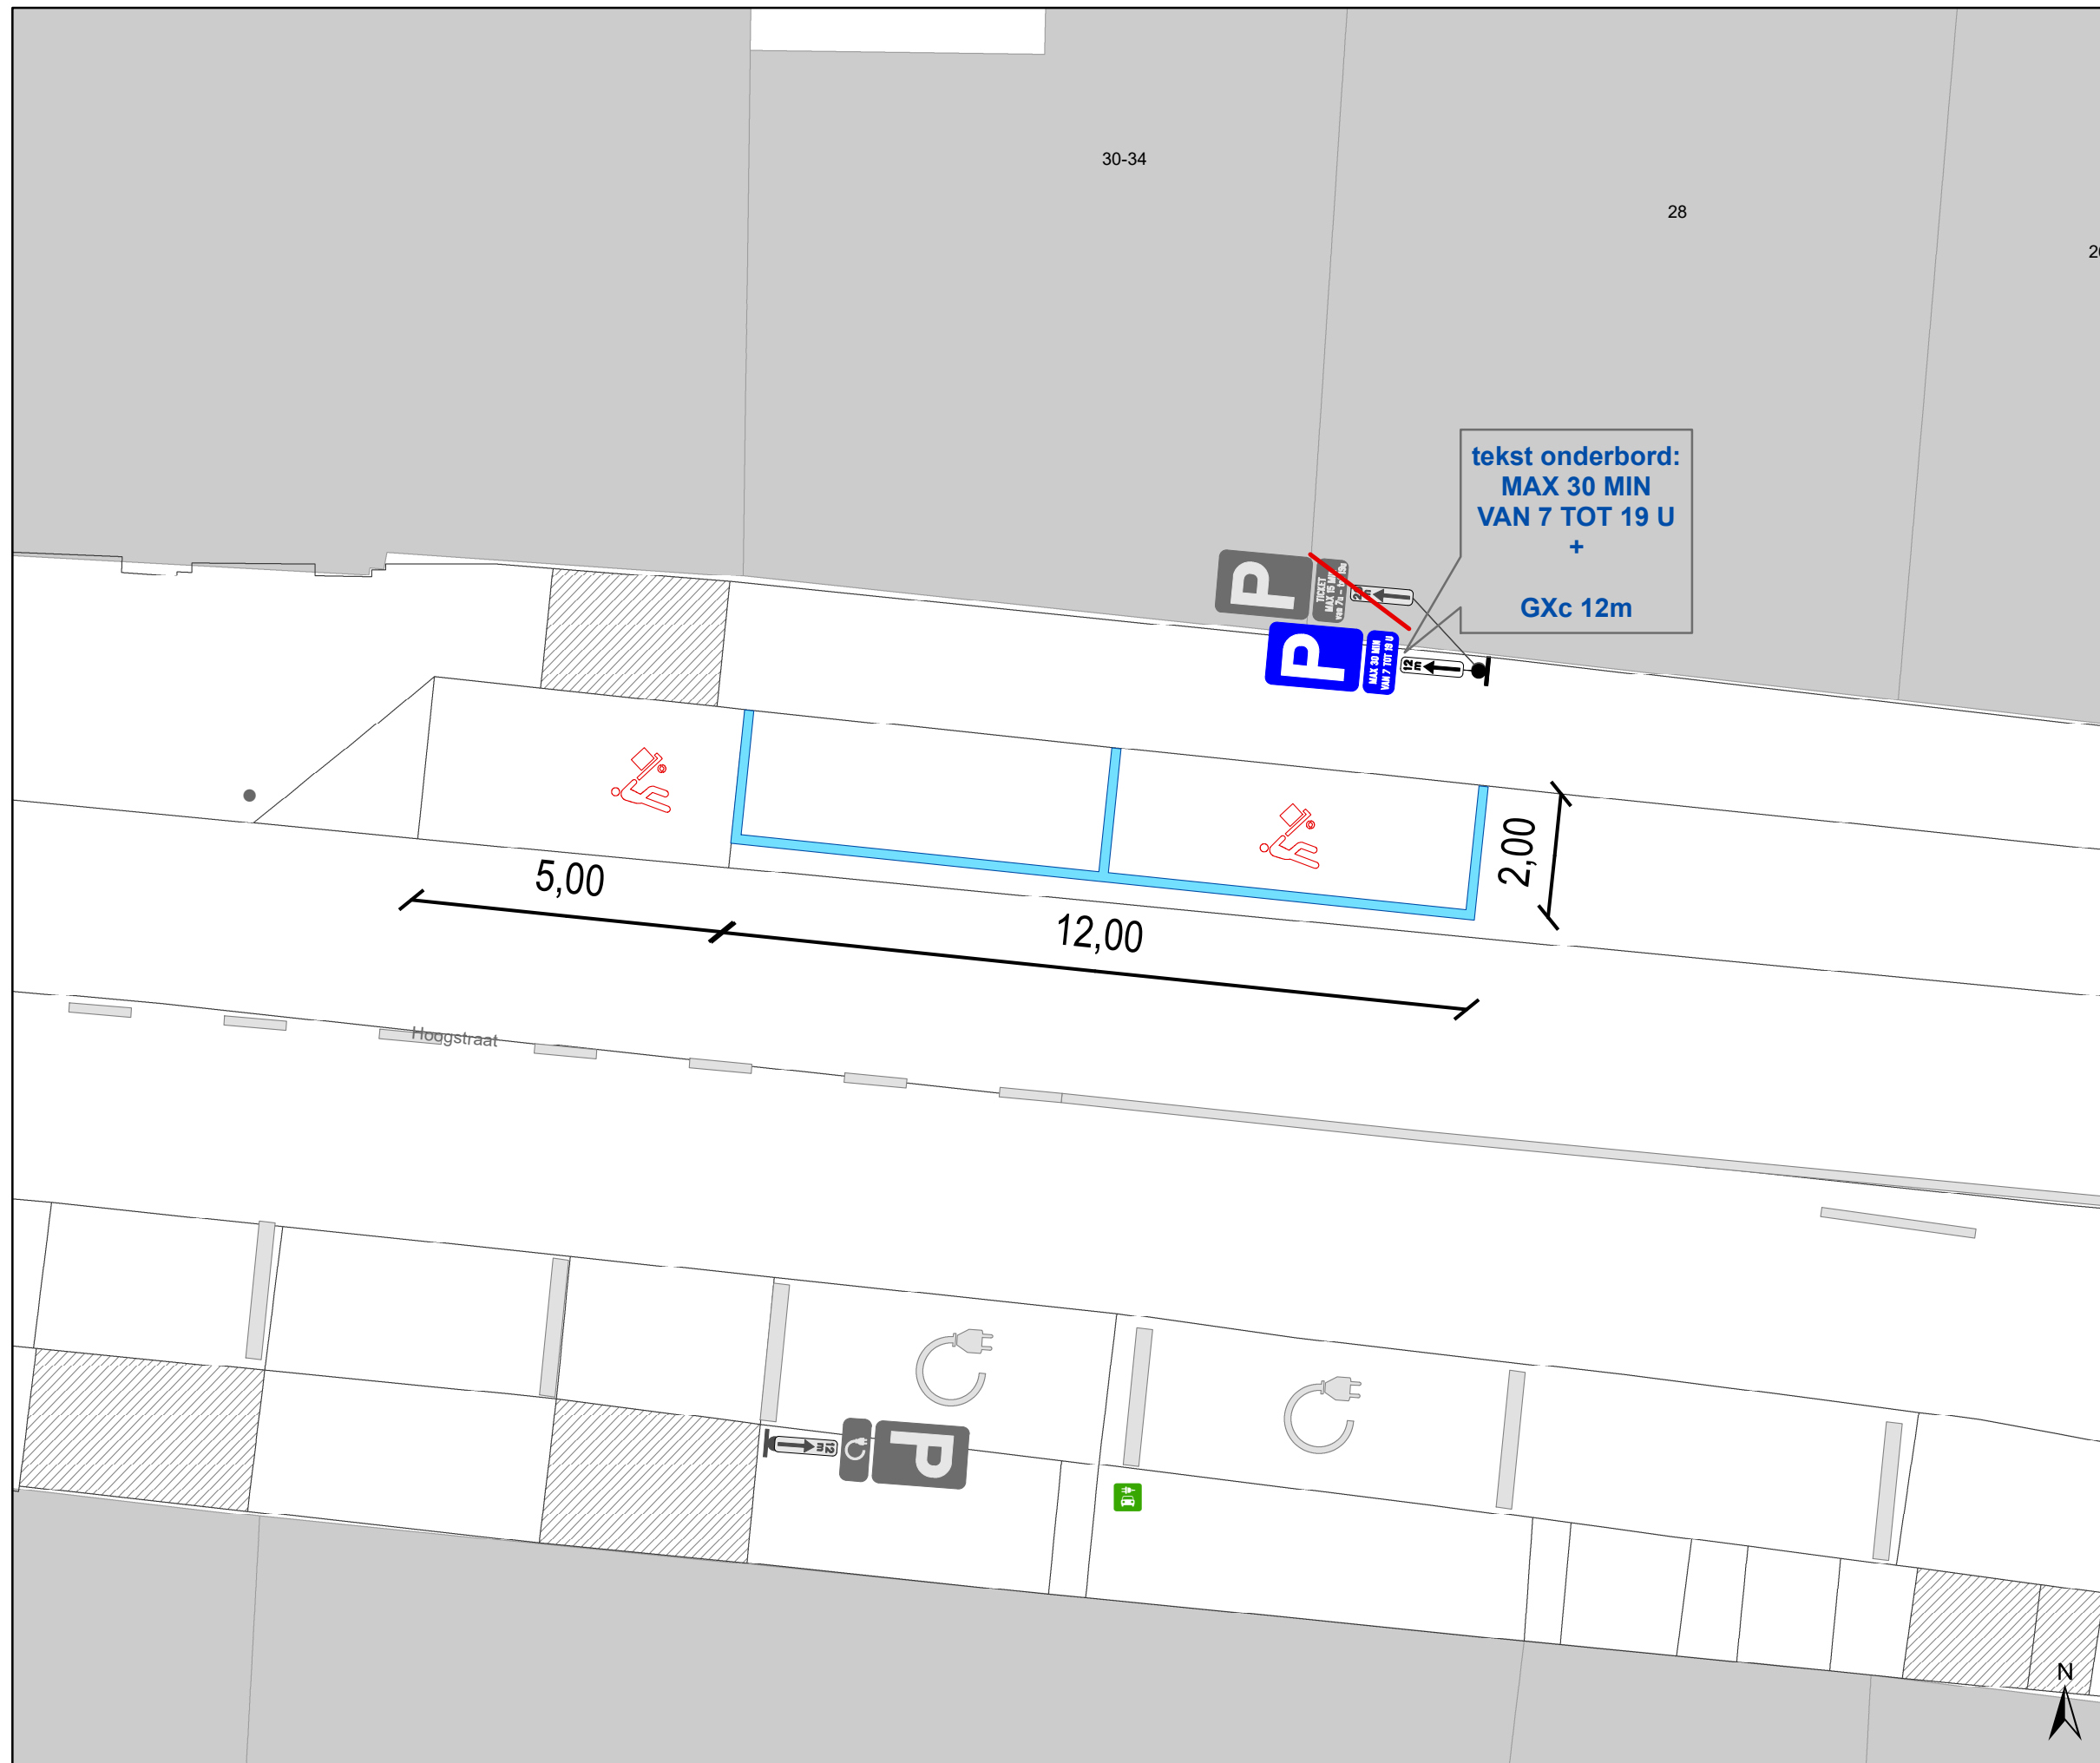 30-34
28
tekst onderbord:
MAX 30 MIN
VAN 7 TOT 19 U
+
GXc 12m
P
TICKET
P
MAX 30 MIN
VAN 7 TOT 19 U
12 m
2,00
5,00
12,00
Hoogstraat
12 m
P
N